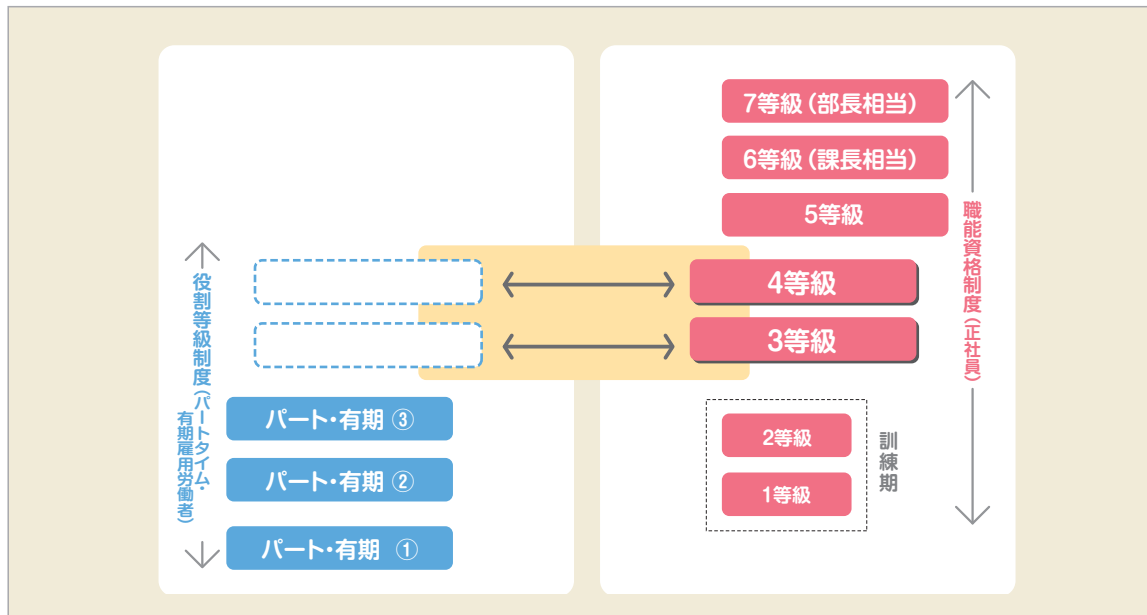 役割等級制度(パートタイム・
有期雇用労働者)
パート・有期 ③
パート・有期 ②
パート・有期 ①
7等級(部長相当)
6等級(課長相当)
5等級
4等級
3等級
2等級
1等級
訓練期
職能資格制度(正社員)